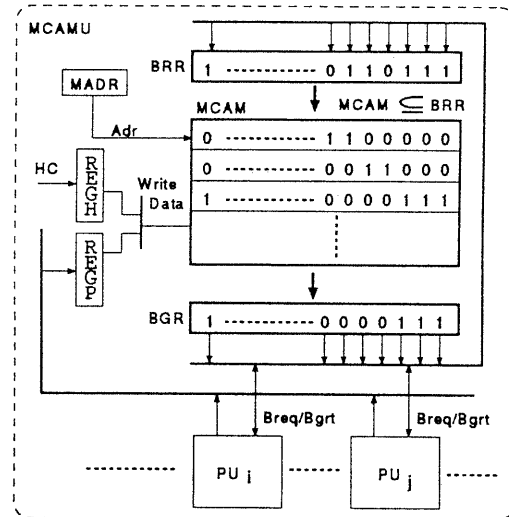 MCAMU
BRR 1 ---------- 0 1 1 0 1 1 1
MADR
MCAM
MCAM ⊆ BRR
Adr
0 ---------- 1 1 0 0 0 0 0
0 ---------- 0 0 1 1 0 0 0
1 ---------- 0 0 0 0 1 1 1
HC
REGH
Write
Data
REGP
BGR 1 ---------- 0 0 0 0 1 1 1
Breq/Bgrt
Breq/Bgrt
PU i
PU j